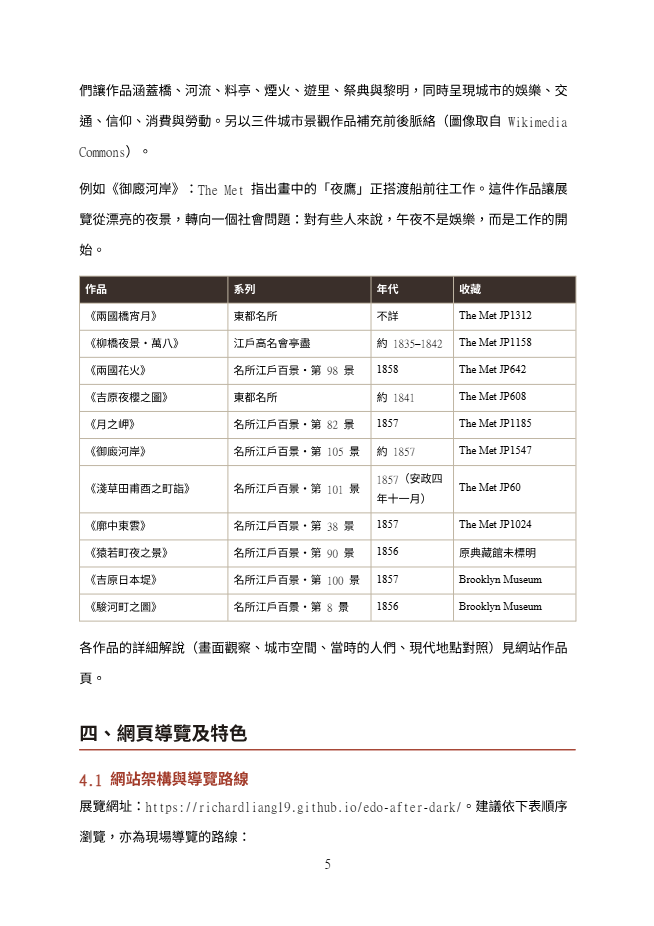 們讓作品涵蓋橋、河流、料亭、煙火、遊里、祭典與黎明，同時呈現城市的娛樂、交
通、信仰、消費與勞動。另以三件城市景觀作品補充前後脈絡（圖像取自 Wikimedia
Commons）。
例如《御廄河岸》：The Met 指出畫中的「夜鷹」正搭渡船前往工作。這件作品讓展
覽從漂亮的夜景，轉向一個社會問題：對有些人來說，午夜不是娛樂，而是工作的開
始。
作品 系列 年代 收藏
《兩國橋宵月》 東都名所 不詳 The Met JP1312
《柳橋夜景・萬八》 江戶高名會亭盡 約 1835–1842 The Met JP1158
《兩國花火》 名所江戶百景・第 98 景 1858 The Met JP642
《吉原夜櫻之圖》 東都名所 約 1841 The Met JP608
《月之岬》 名所江戶百景・第 82 景 1857 The Met JP1185
《御廄河岸》 名所江戶百景・第 105 景 約 1857 The Met JP1547
《淺草田甫酉之町詣》 名所江戶百景・第 101 景 1857（安政四
年十一月） The Met JP60
《廓中東雲》 名所江戶百景・第 38 景 1857 The Met JP1024
《猿若町夜之景》 名所江戶百景・第 90 景 1856 原典藏館未標明
《吉原日本堤》 名所江戶百景・第 100 景 1857 Brooklyn Museum
《駿河町之圖》 名所江戶百景・第 8 景 1856 Brooklyn Museum
各作品的詳細解說（畫面觀察、城市空間、當時的人們、現代地點對照）見網站作品
頁。
四、網頁導覽及特色
4.1 網站架構與導覽路線
展覽網址：https://richardliang19.github.io/edo-after-dark/。建議依下表順序
瀏覽，亦為現場導覽的路線：
5